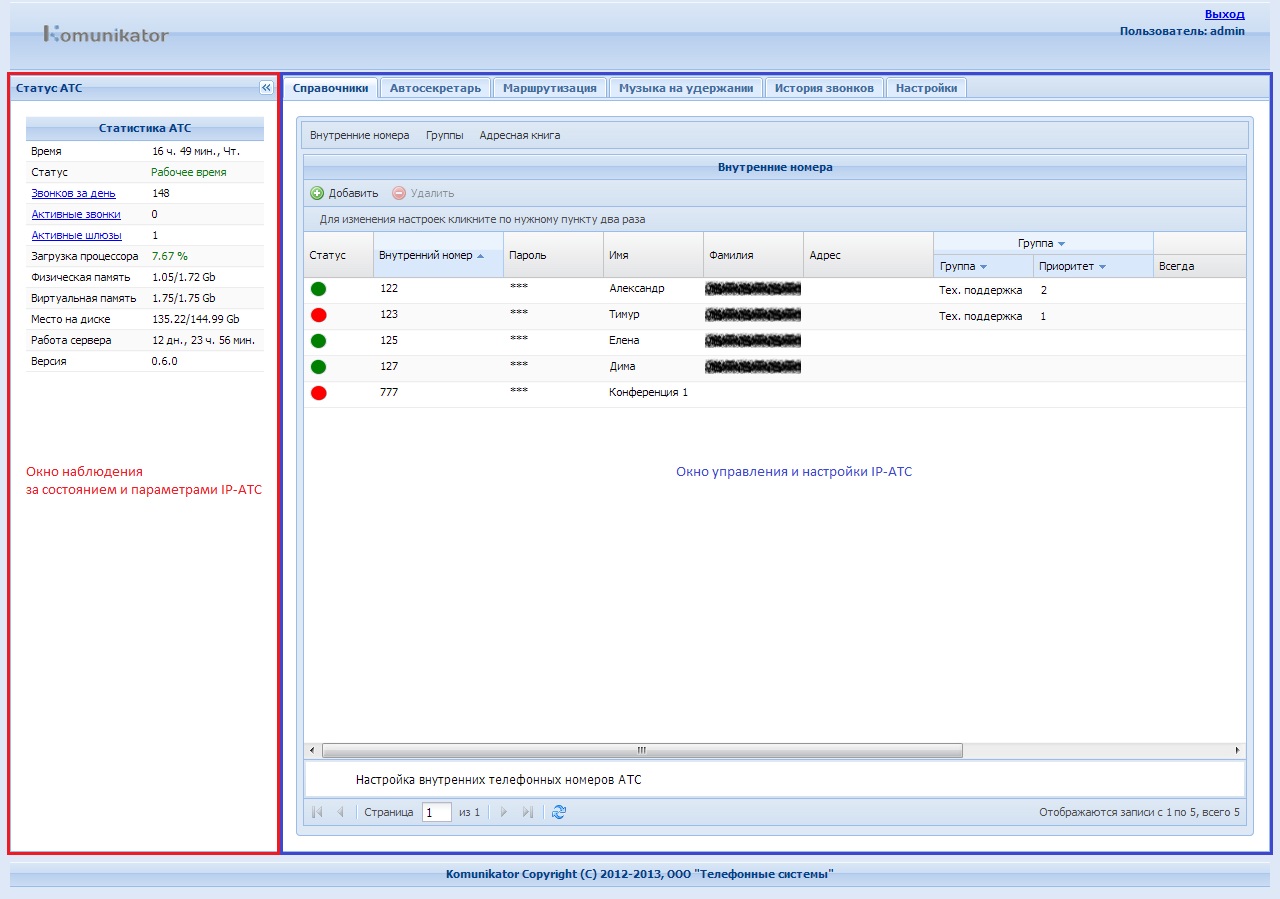 Komunikator
Выход
Пользователь: admin
Статус АТС
Статистика АТС
Время 16 ч. 49 мин., Чт.
Статус Рабочее время
Звонков за день 148
Активные звонки 0
Активные шлюзы 1
Загрузка процессора 7.67 %
Физическая память 1.05/1.72 Gb
Виртуальная память 1.75/1.75 Gb
Место на диске 135.22/144.99 Gb
Работа сервера 12 дн., 23 ч. 56 мин.
Версия 0.6.0
Окно наблюдения
за состоянием и параметрами IP-АТС
Справочники Автосекретарь Маршрутизация Музыка на удержании История звонков Настройки
Внутренние номера Группы Адресная книга
Внутренние номера
Добавить Удалить
Для изменения настроек кликните по нужному пункту два раза
Статус Внутренний номер Пароль Имя Фамилия Адрес Группа
Группа Приоритет Всегда
122 *** Александр Тех. поддержка 2
123 *** Тимур Тех. поддержка 1
125 *** Елена
127 *** Дима
777 *** Конференция 1
Окно управления и настройки IP-АТС
Настройка внутренних телефонных номеров АТС
Страница 1 из 1
Отображаются записи с 1 по 5, всего 5
Komunikator Copyright (C) 2012-2013, ООО "Телефонные системы"